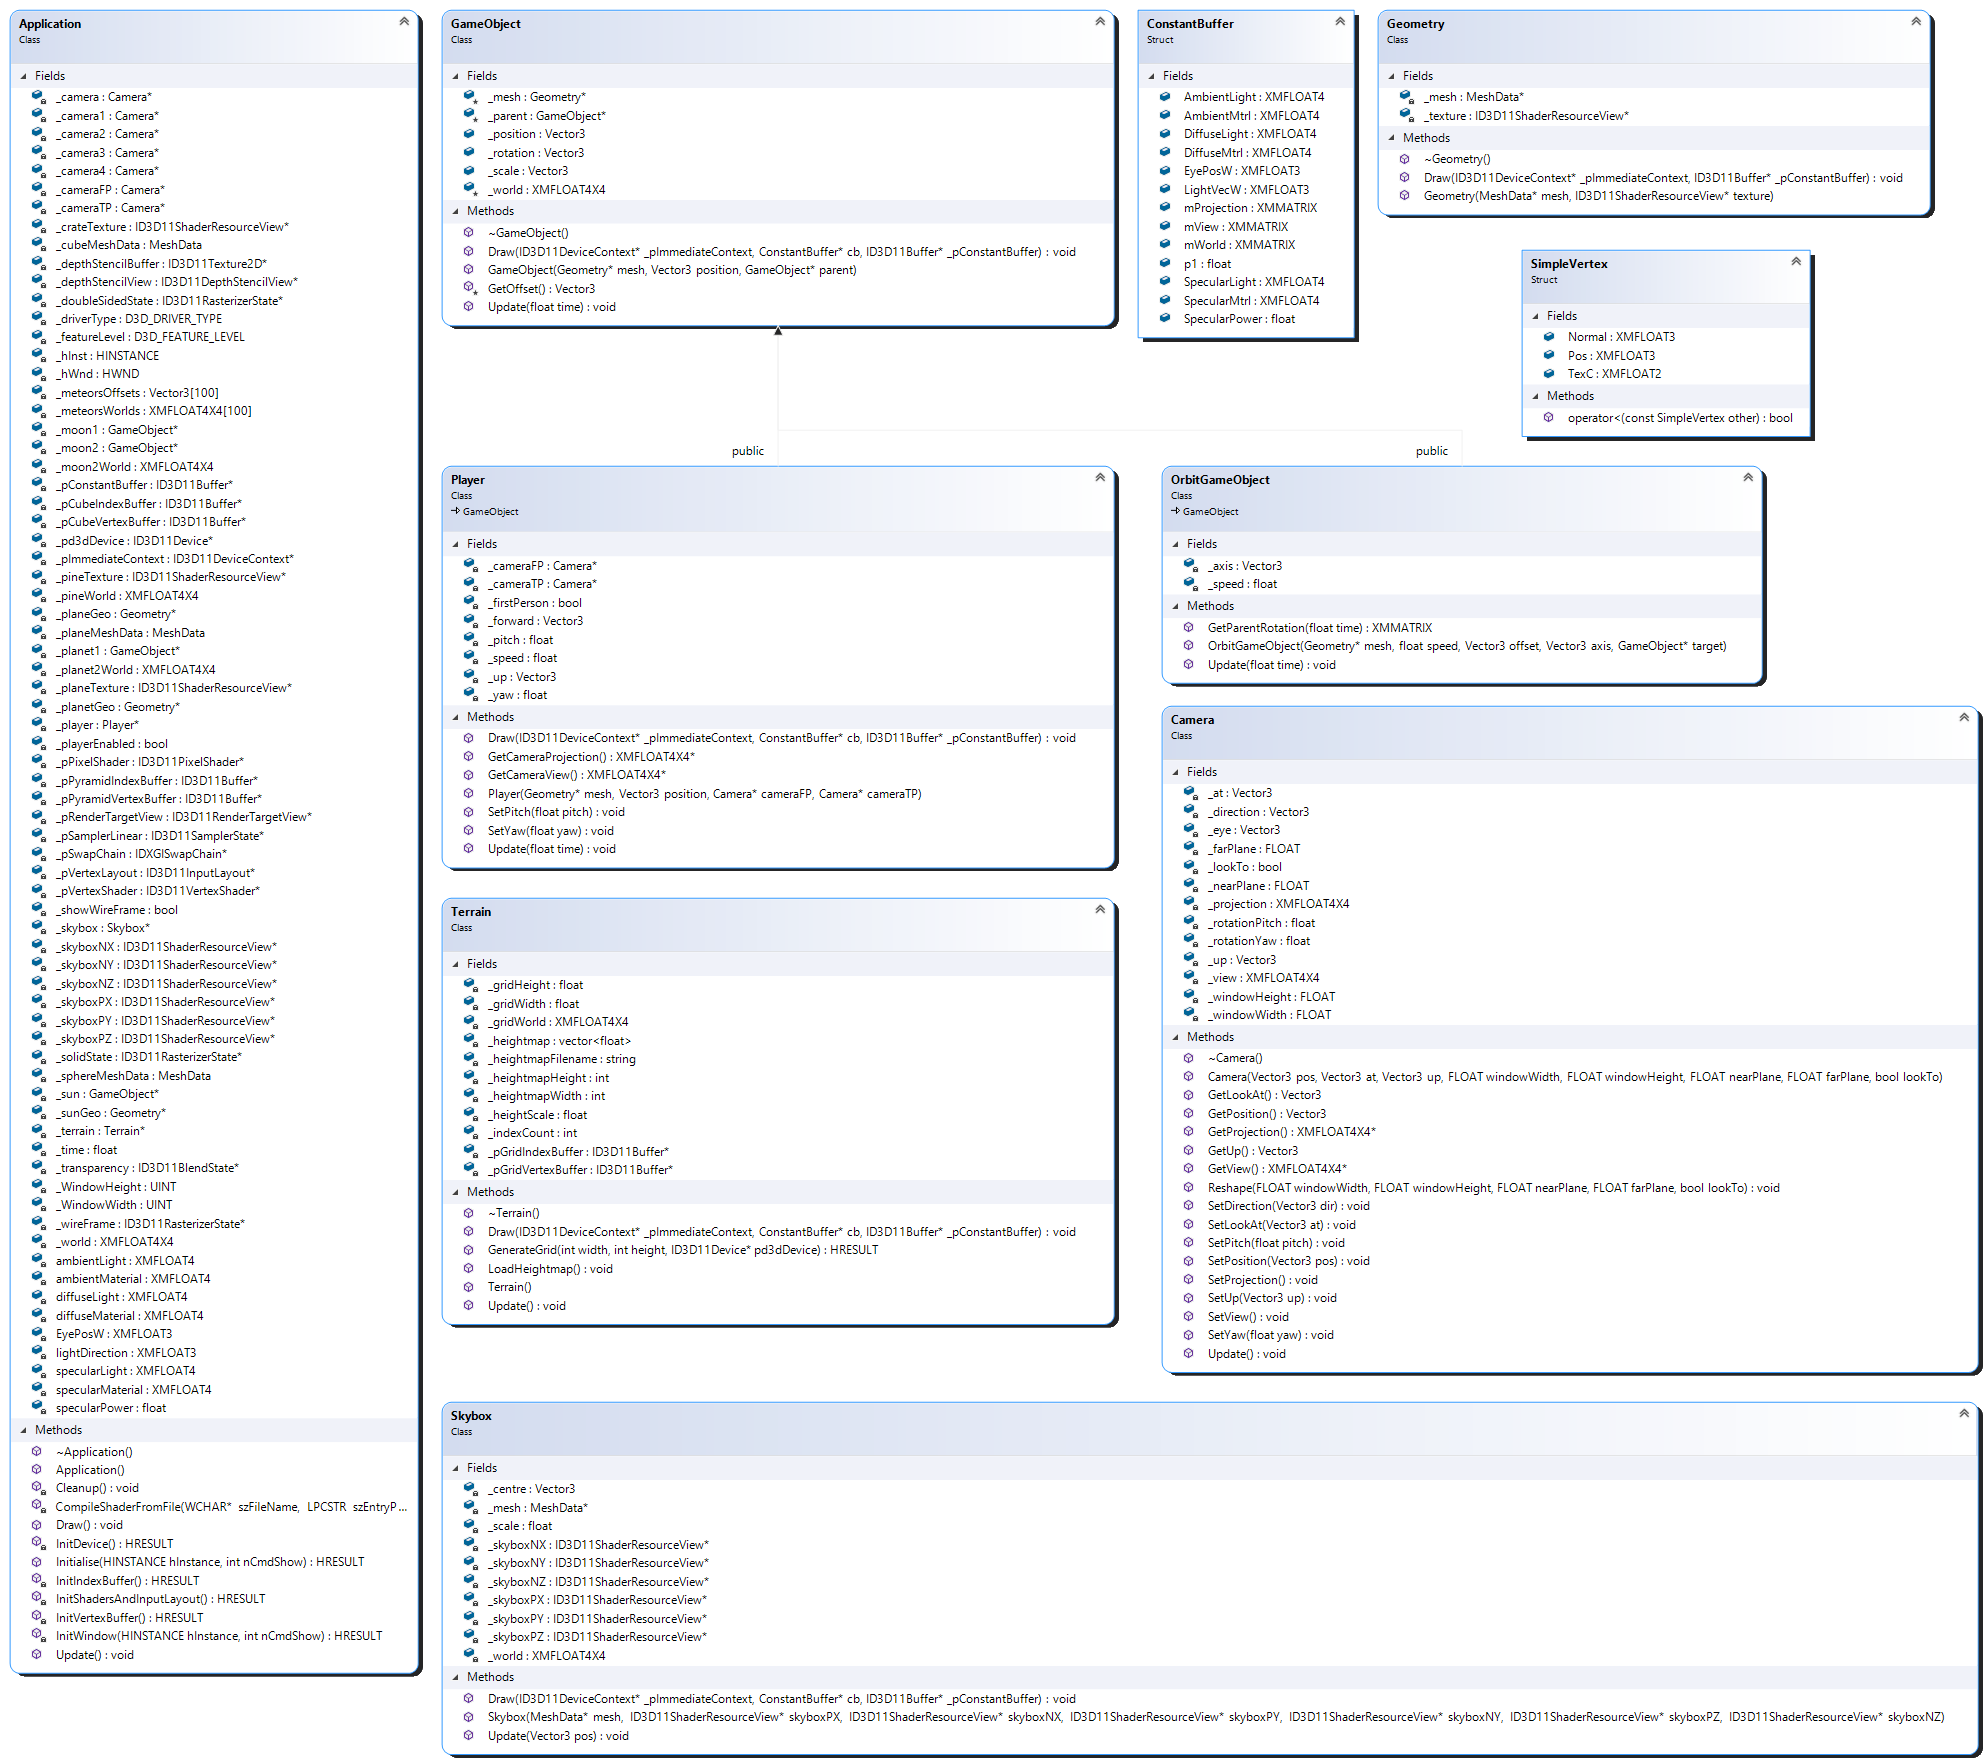 Application
Class
Fields
_camera : Camera*
_camera1 : Camera*
_camera2 : Camera*
_camera3 : Camera*
_camera4 : Camera*
_cameraFP : Camera*
_cameraTP : Camera*
_crateTexture : ID3D11ShaderResourceView*
_cubeMeshData : MeshData
_depthStencilBuffer : ID3D11Texture2D*
_depthStencilView : ID3D11DepthStencilView*
_doubleSidedState : ID3D11RasterizerState*
_driverType : D3D_DRIVER_TYPE
_featureLevel : D3D_FEATURE_LEVEL
_hInst : HINSTANCE
_hWnd : HWND
_meteorsOffsets : Vector3[100]
_meteorsWorlds : XMFLOAT4X4[100]
_moon1 : GameObject*
_moon2 : GameObject*
_moon2World : XMFLOAT4X4
_pConstantBuffer : ID3D11Buffer*
_pCubeIndexBuffer : ID3D11Buffer*
_pCubeVertexBuffer : ID3D11Buffer*
_pd3dDevice : ID3D11Device*
_pImmediateContext : ID3D11DeviceContext*
_pineTexture : ID3D11ShaderResourceView*
_pineWorld : XMFLOAT4X4
_planeGeo : Geometry*
_planeMeshData : MeshData
_planet1 : GameObject*
_planet2World : XMFLOAT4X4
_planeTexture : ID3D11ShaderResourceView*
_planetGeo : Geometry*
_player : Player*
_playerEnabled : bool
_pPixelShader : ID3D11PixelShader*
_pPyramidIndexBuffer : ID3D11Buffer*
_pPyramidVertexBuffer : ID3D11Buffer*
_pRenderTargetView : ID3D11RenderTargetView*
_pSamplerLinear : ID3D11SamplerState*
_pSwapChain : IDXGISwapChain*
_pVertexLayout : ID3D11InputLayout*
_pVertexShader : ID3D11VertexShader*
_showWireFrame : bool
_skybox : Skybox*
_skyboxNX : ID3D11ShaderResourceView*
_skyboxNY : ID3D11ShaderResourceView*
_skyboxNZ : ID3D11ShaderResourceView*
_skyboxPX : ID3D11ShaderResourceView*
_skyboxPY : ID3D11ShaderResourceView*
_skyboxPZ : ID3D11ShaderResourceView*
_solidState : ID3D11RasterizerState*
_sphereMeshData : MeshData
_sun : GameObject*
_sunGeo : Geometry*
_terrain : Terrain*
_time : float
_transparency : ID3D11BlendState*
_WindowHeight : UINT
_WindowWidth : UINT
_wireFrame : ID3D11RasterizerState*
_world : XMFLOAT4X4
ambientLight : XMFLOAT4
ambientMaterial : XMFLOAT4
diffuseLight : XMFLOAT4
diffuseMaterial : XMFLOAT4
EyePosW : XMFLOAT3
lightDirection : XMFLOAT3
specularLight : XMFLOAT4
specularMaterial : XMFLOAT4
specularPower : float
Methods
~Application()
Application()
Cleanup() : void
CompileShaderFromFile(WCHAR* szFileName, LPCSTR szEntryP...
Draw() : void
InitDevice() : HRESULT
Initialise(HINSTANCE hInstance, int nCmdShow) : HRESULT
InitIndexBuffer() : HRESULT
InitShadersAndInputLayout() : HRESULT
InitVertexBuffer() : HRESULT
InitWindow(HINSTANCE hInstance, int nCmdShow) : HRESULT
Update() : void
GameObject
Class
Fields
_mesh : Geometry*
_parent : GameObject*
_position : Vector3
_rotation : Vector3
_scale : Vector3
_world : XMFLOAT4X4
Methods
~GameObject()
Draw(ID3D11DeviceContext* _pImmediateContext, ConstantBuffer* cb, ID3D11Buffer* _pConstantBuffer) : void
GameObject(Geometry* mesh, Vector3 position, GameObject* parent)
GetOffset() : Vector3
Update(float time) : void
ConstantBuffer
Struct
Fields
AmbientLight : XMFLOAT4
AmbientMtrl : XMFLOAT4
DiffuseLight : XMFLOAT4
DiffuseMtrl : XMFLOAT4
EyePosW : XMFLOAT3
LightVecW : XMFLOAT3
mProjection : XMMATRIX
mView : XMMATRIX
mWorld : XMMATRIX
p1 : float
SpecularLight : XMFLOAT4
SpecularMtrl : XMFLOAT4
SpecularPower : float
Geometry
Class
Fields
_mesh : MeshData*
_texture : ID3D11ShaderResourceView*
Methods
~Geometry()
Draw(ID3D11DeviceContext* _pImmediateContext, ID3D11Buffer* _pConstantBuffer) : void
Geometry(MeshData* mesh, ID3D11ShaderResourceView* texture)
SimpleVertex
Struct
Fields
Normal : XMFLOAT3
Pos : XMFLOAT3
TexC : XMFLOAT2
Methods
operator<(const SimpleVertex other) : bool
public
public
Player
Class
GameObject
Fields
_cameraFP : Camera*
_cameraTP : Camera*
_firstPerson : bool
_forward : Vector3
_pitch : float
_speed : float
_up : Vector3
_yaw : float
Methods
Draw(ID3D11DeviceContext* _pImmediateContext, ConstantBuffer* cb, ID3D11Buffer* _pConstantBuffer) : void
GetCameraProjection() : XMFLOAT4X4*
GetCameraView() : XMFLOAT4X4*
Player(Geometry* mesh, Vector3 position, Camera* cameraFP, Camera* cameraTP)
SetPitch(float pitch) : void
SetYaw(float yaw) : void
Update(float time) : void
OrbitGameObject
Class
GameObject
Fields
_axis : Vector3
_speed : float
Methods
GetParentRotation(float time) : XMMATRIX
OrbitGameObject(Geometry* mesh, float speed, Vector3 offset, Vector3 axis, GameObject* target)
Update(float time) : void
Terrain
Class
Fields
_gridHeight : float
_gridWidth : float
_gridWorld : XMFLOAT4X4
_heightmap : vector<float>
_heightmapFilename : string
_heightmapHeight : int
_heightmapWidth : int
_heightScale : float
_indexCount : int
_pGridIndexBuffer : ID3D11Buffer*
_pGridVertexBuffer : ID3D11Buffer*
Methods
~Terrain()
Draw(ID3D11DeviceContext* _pImmediateContext, ConstantBuffer* cb, ID3D11Buffer* _pConstantBuffer) : void
GenerateGrid(int width, int height, ID3D11Device* pd3dDevice) : HRESULT
LoadHeightmap() : void
Terrain()
Update() : void
Camera
Class
Fields
_at : Vector3
_direction : Vector3
_eye : Vector3
_farPlane : FLOAT
_lookTo : bool
_nearPlane : FLOAT
_projection : XMFLOAT4X4
_rotationPitch : float
_rotationYaw : float
_up : Vector3
_view : XMFLOAT4X4
_windowHeight : FLOAT
_windowWidth : FLOAT
Methods
~Camera()
Camera(Vector3 pos, Vector3 at, Vector3 up, FLOAT windowWidth, FLOAT windowHeight, FLOAT nearPlane, FLOAT farPlane, bool lookTo)
GetLookAt() : Vector3
GetPosition() : Vector3
GetProjection() : XMFLOAT4X4*
GetUp() : Vector3
GetView() : XMFLOAT4X4*
Reshape(FLOAT windowWidth, FLOAT windowHeight, FLOAT nearPlane, FLOAT farPlane, bool lookTo) : void
SetDirection(Vector3 dir) : void
SetLookAt(Vector3 at) : void
SetPitch(float pitch) : void
SetPosition(Vector3 pos) : void
SetProjection() : void
SetUp(Vector3 up) : void
SetView() : void
SetYaw(float yaw) : void
Update() : void
Skybox
Class
Fields
_centre : Vector3
_mesh : MeshData*
_scale : float
_skyboxNX : ID3D11ShaderResourceView*
_skyboxNY : ID3D11ShaderResourceView*
_skyboxNZ : ID3D11ShaderResourceView*
_skyboxPX : ID3D11ShaderResourceView*
_skyboxPY : ID3D11ShaderResourceView*
_skyboxPZ : ID3D11ShaderResourceView*
_world : XMFLOAT4X4
Methods
Draw(ID3D11DeviceContext* _pImmediateContext, ConstantBuffer* cb, ID3D11Buffer* _pConstantBuffer) : void
Skybox(MeshData* mesh, ID3D11ShaderResourceView* skyboxPX, ID3D11ShaderResourceView* skyboxNX, ID3D11ShaderResourceView* skyboxPY, ID3D11ShaderResourceView* skyboxNY, ID3D11ShaderResourceView* skyboxPZ, ID3D11ShaderResourceView* skyboxNZ)
Update(Vector3 pos) : void